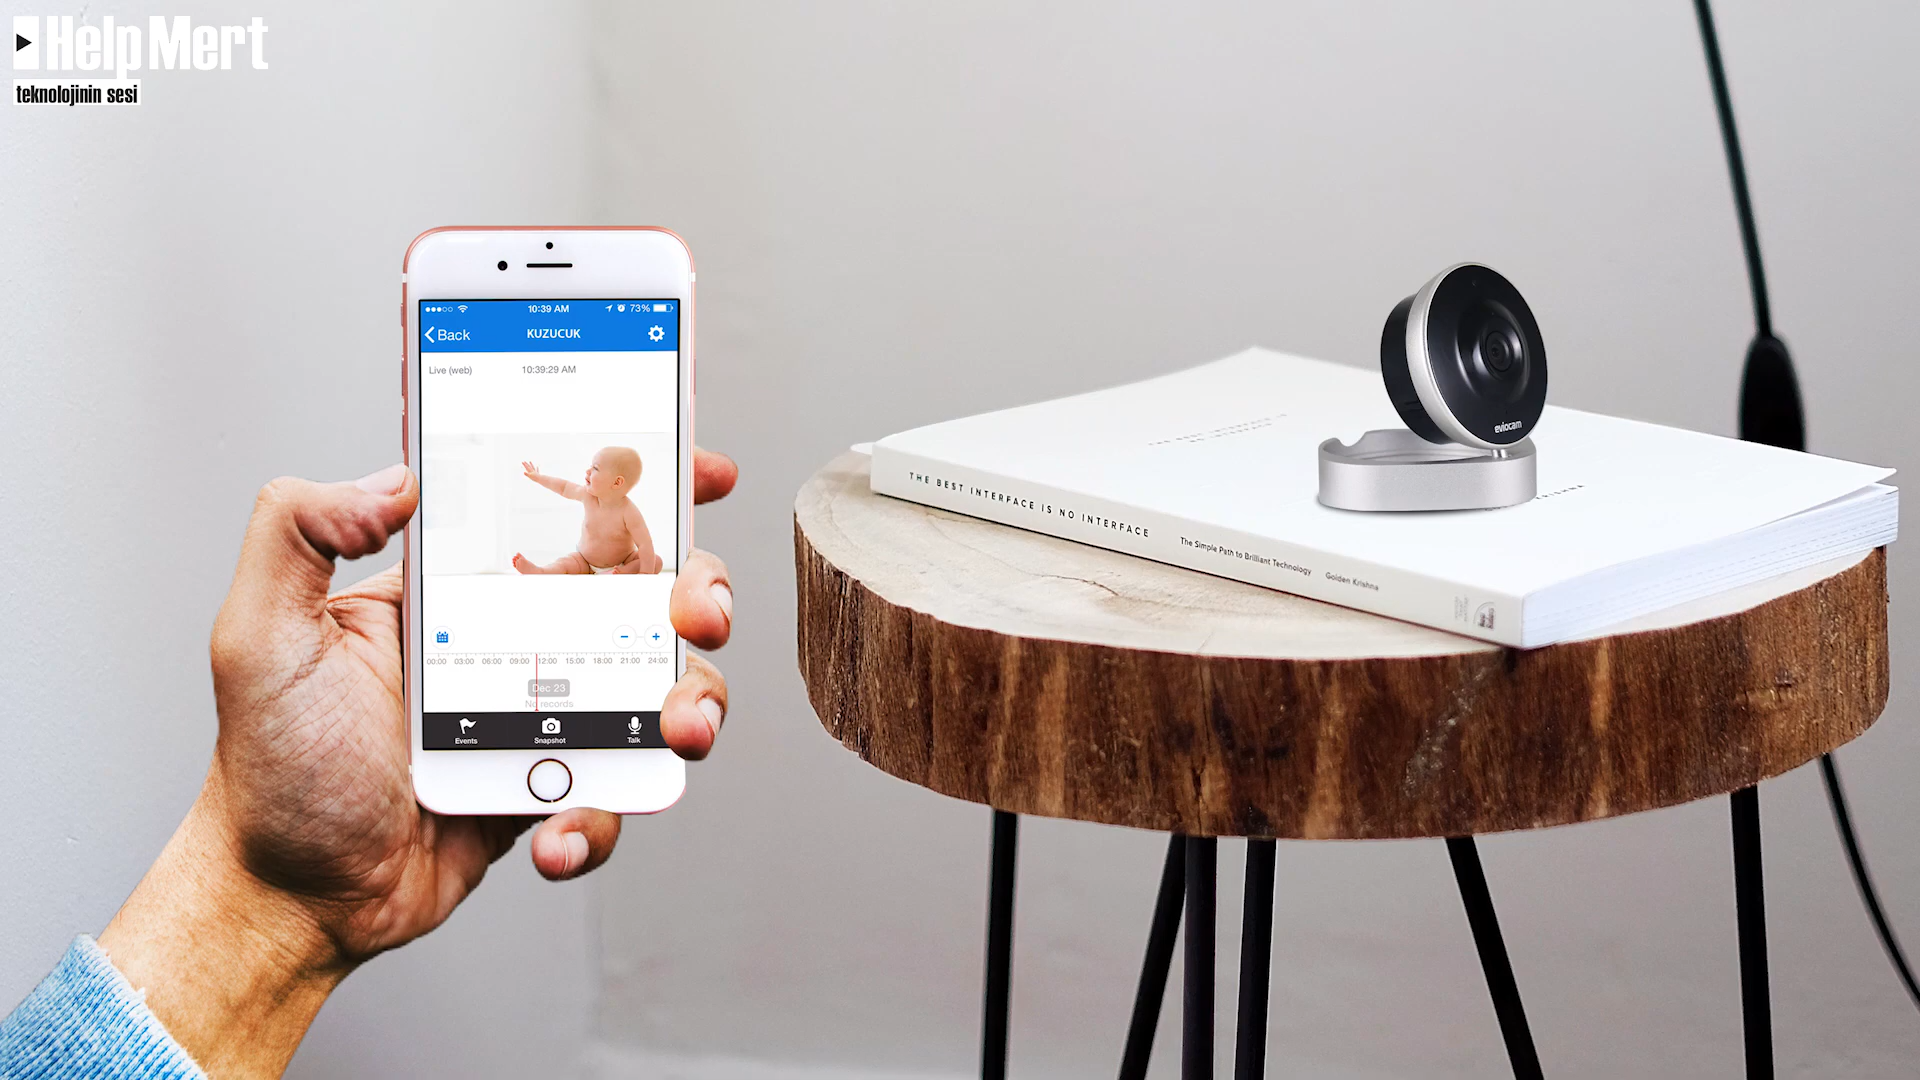 HelpMert
teknolojinin sesi
10:39 AM
73%
Back
KUZUCUK
Live (web)
10:39:29 AM
00:00 03:00 06:00 09:00 12:00 15:00 18:00 21:00 24:00
Dec 23
No records
Events
Snapshot
Talk
eviocam
THE BEST INTERFACE IS NO INTERFACE
The Simple Path to Brilliant Technology
Golden Krishna